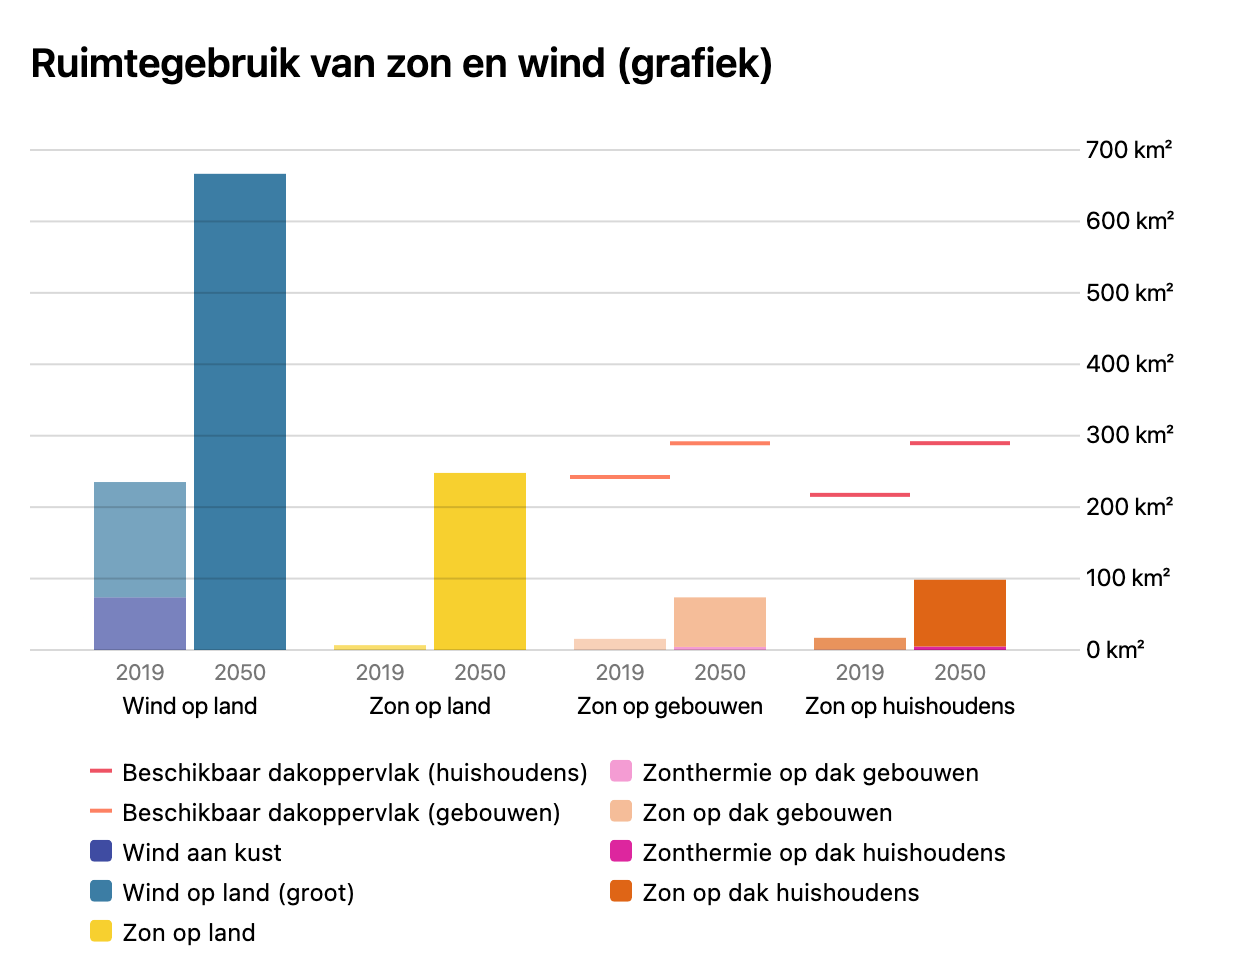 Ruimtegebruik van zon en wind (grafiek)
700 km²
600 km²
500 km²
400 km²
300 km²
200 km²
100 km²
0 km²
2019 2050 2019 2050 2019 2050 2019 2050
Wind op land Zon op land Zon op gebouwen Zon op huishoudens
Beschikbaar dakoppervlak (huishoudens)
Beschikbaar dakoppervlak (gebouwen)
Wind aan kust
Wind op land (groot)
Zon op land
Zonthermie op dak gebouwen
Zon op dak gebouwen
Zonthermie op dak huishoudens
Zon op dak huishoudens